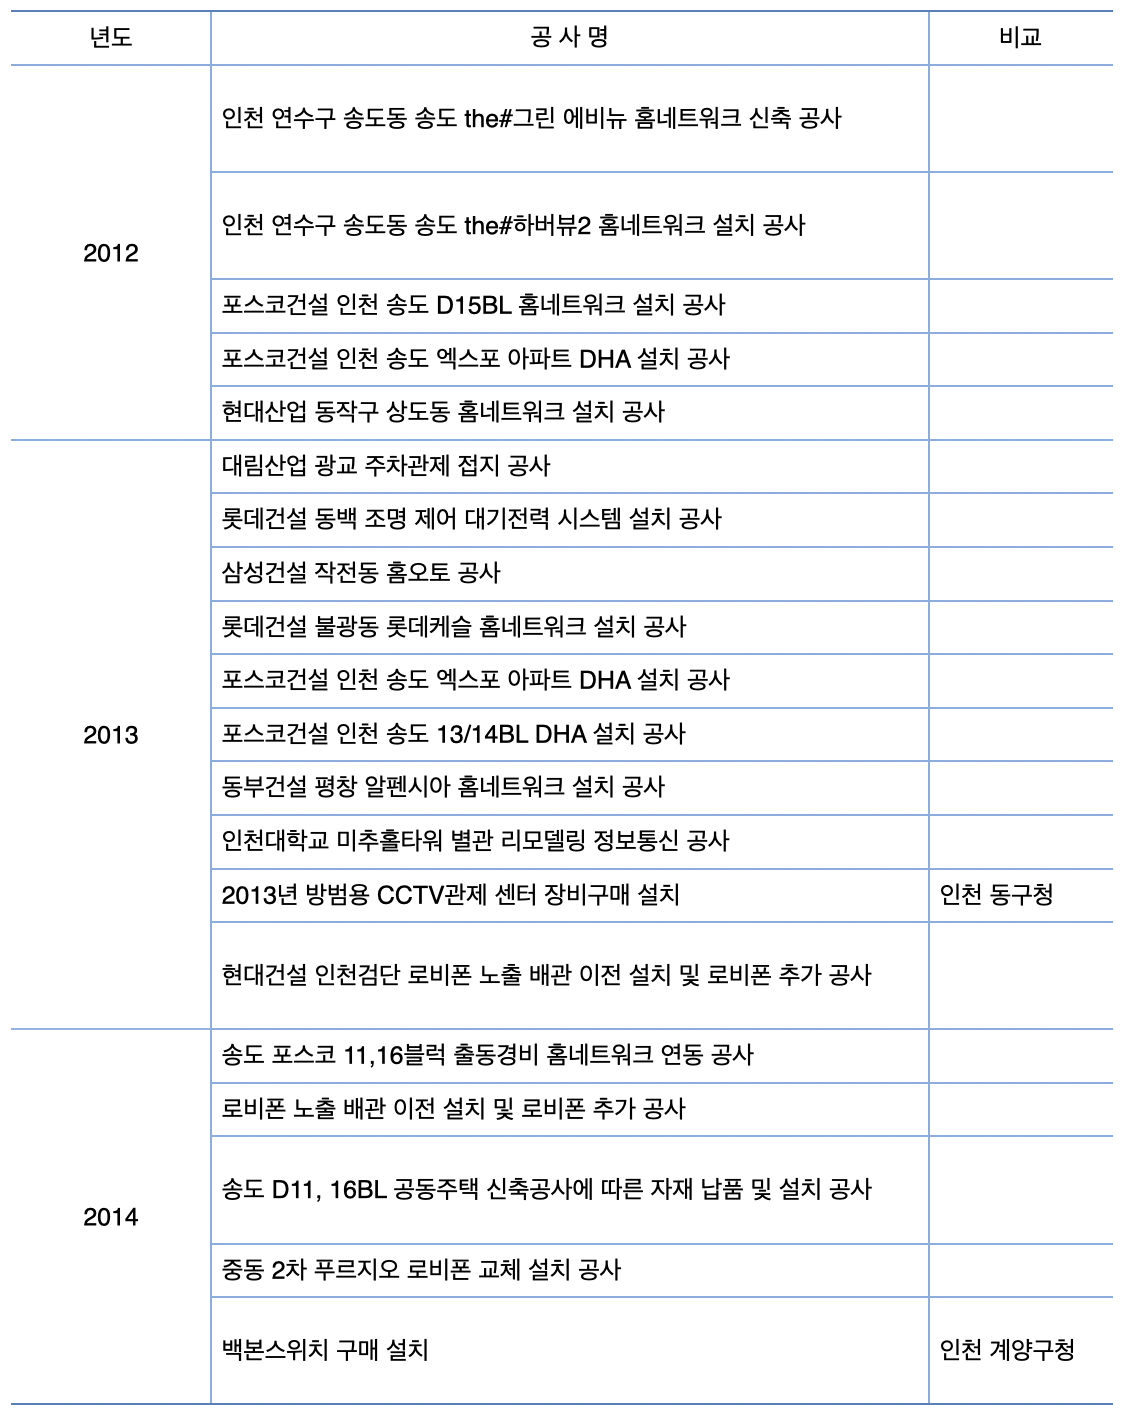 년도 공 사 명 비교
인천 연수구 송도동 송도 the#그린 에비뉴 홈네트워크 신축 공사
인천 연수구 송도동 송도 the#하버뷰2 홈네트워크 설치 공사
2012
포스코건설 인천 송도 D15BL 홈네트워크 설치 공사
포스코건설 인천 송도 엑스포 아파트 DHA 설치 공사
현대산업 동작구 상도동 홈네트워크 설치 공사
대림산업 광교 주차관제 접지 공사
롯데건설 동백 조명 제어 대기전력 시스템 설치 공사
삼성건설 작전동 홈오토 공사
롯데건설 불광동 롯데케슬 홈네트워크 설치 공사
포스코건설 인천 송도 엑스포 아파트 DHA 설치 공사
2013 포스코건설 인천 송도 13/14BL DHA 설치 공사
동부건설 평창 알펜시아 홈네트워크 설치 공사
인천대학교 미추홀타워 별관 리모델링 정보통신 공사
2013년 방범용 CCTV관제 센터 장비구매 설치 인천 동구청
현대건설 인천검단 로비폰 노출 배관 이전 설치 및 로비폰 추가 공사
송도 포스코 11,16블럭 출동경비 홈네트워크 연동 공사
로비폰 노출 배관 이전 설치 및 로비폰 추가 공사
송도 D11, 16BL 공동주택 신축공사에 따른 자재 납품 및 설치 공사
2014
중동 2차 푸르지오 로비폰 교체 설치 공사
백본스위치 구매 설치 인천 계양구청